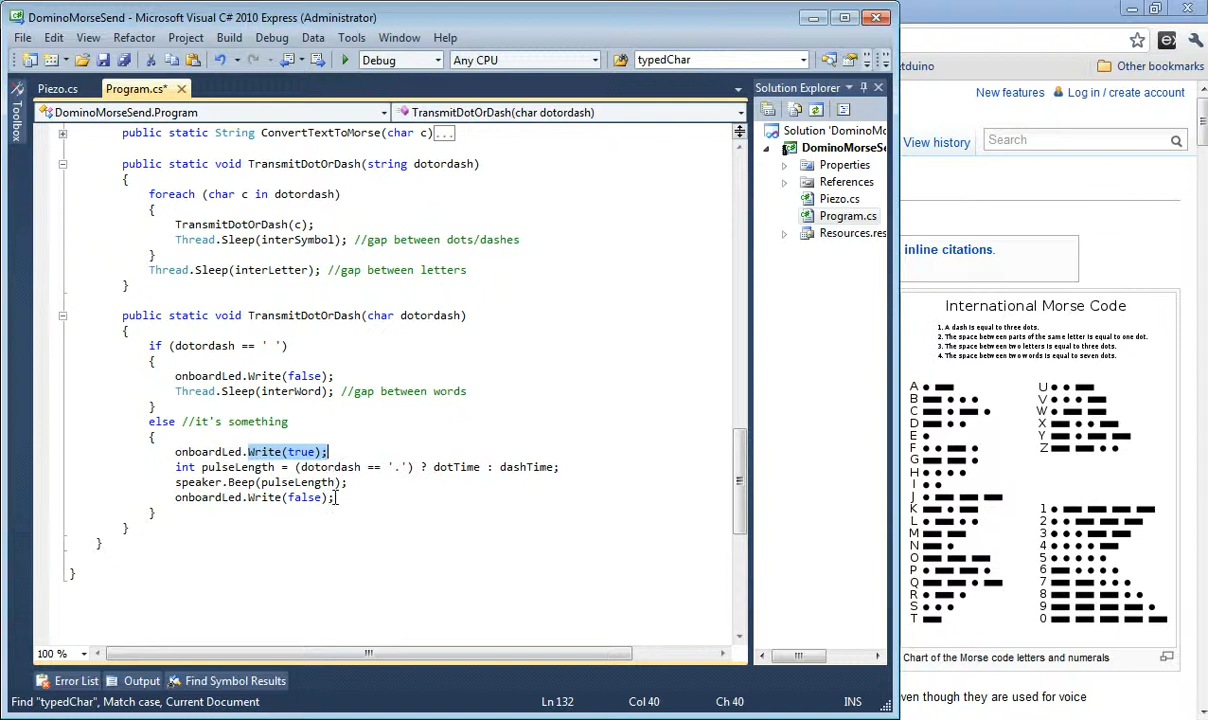 DominoMorseSend - Microsoft Visual C# 2010 Express (Administrator)
File Edit View Refactor Project Build Debug Data Tools Window Help
Debug Any CPU typedChar
Piezo.cs Program.cs*
DominoMorseSend.Program TransmitDotOrDash(char dotordash)
Toolbox
public static String ConvertTextToMorse(char c)...
public static void TransmitDotOrDash(string dotordash)
{
foreach (char c in dotordash)
{
TransmitDotOrDash(c);
Thread.Sleep(interSymbol); //gap between dots/dashes
}
Thread.Sleep(interLetter); //gap between letters
}
public static void TransmitDotOrDash(char dotordash)
{
if (dotordash == ' ')
{
onboardLed.Write(false);
Thread.Sleep(interWord); //gap between words
}
else //it's something
{
onboardLed.Write(true);
int pulseLength = (dotordash == '.') ? dotTime : dashTime;
speaker.Beep(pulseLength);
onboardLed.Write(false);
}
}
}
}
100 %
Error List Output Find Symbol Results
Find "typedChar", Match case, Current Document Ln 132 Col 40 Ch 40 INS
Solution Explorer
Solution 'DominoMo
DominoMorseSe
Properties
References
Piezo.cs
Program.cs
Resources.res
etduino Other bookmarks
New features Log in / create account
View history Search
inline citations.
International Morse Code
1. A dash is equal to three dots.
2. The space between parts of the same letter is equal to one dot.
3. The space between two letters is equal to three dots.
4. The space between two words is equal to seven dots.
A U
B V
C W
D X
E Y
F Z
G
H
I
J
K 1
L 2
M 3
N 4
O 5
P 6
Q 7
R 8
S 9
T 0
Chart of the Morse code letters and numerals
ven though they are used for voice